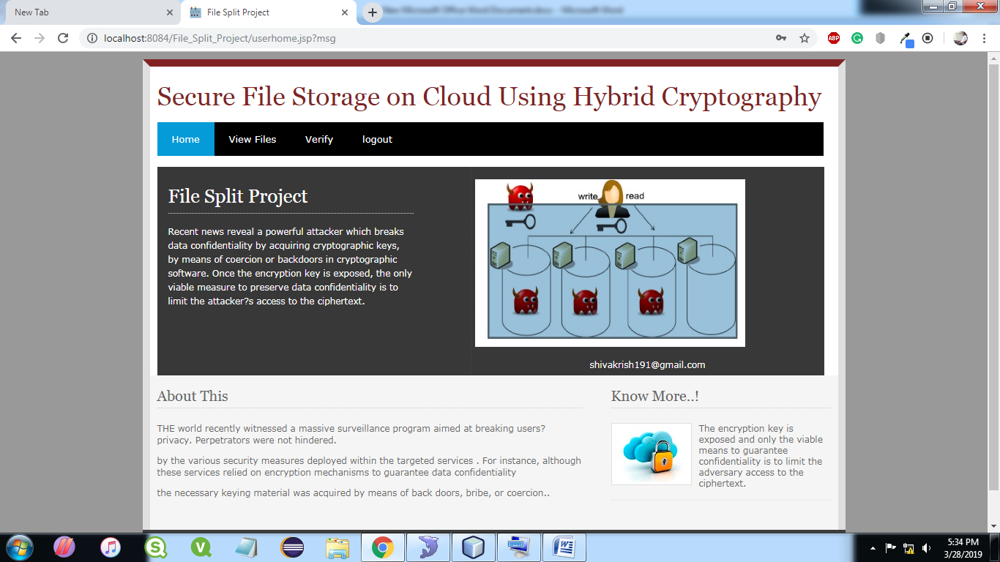 New Tab
File Split Project
New Microsoft Office Word Document.docx - Microsoft Word
localhost:8084/File_Split_Project/userhome.jsp?msg
ABP
Secure File Storage on Cloud Using Hybrid Cryptography
Home View Files Verify logout
File Split Project
Recent news reveal a powerful attacker which breaks
data confidentiality by acquiring cryptographic keys,
by means of coercion or backdoors in cryptographic
software. Once the encryption key is exposed, the only
viable measure to preserve data confidentiality is to
limit the attacker?s access to the ciphertext.
write read
shivakrish191@gmail.com
About This
THE world recently witnessed a massive surveillance program aimed at breaking users?
privacy. Perpetrators were not hindered.
by the various security measures deployed within the targeted services . For instance, although
these services relied on encryption mechanisms to guarantee data confidentiality
the necessary keying material was acquired by means of back doors, bribe, or coercion..
Know More..!
The encryption key is
exposed and only the viable
means to guarantee
confidentiality is to limit the
adversary access to the
ciphertext.
5:34 PM
3/28/2019